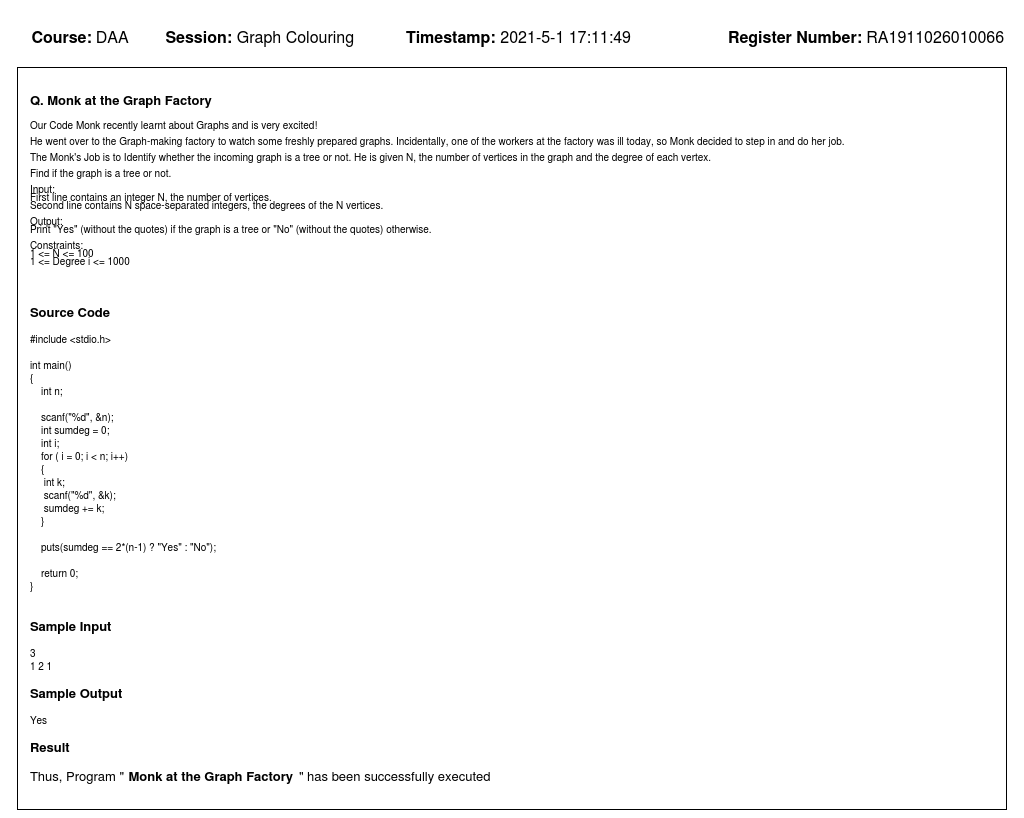 Course: DAA Session: Graph Colouring Timestamp: 2021-5-1 17:11:49 Register Number: RA1911026010066
Q. Monk at the Graph Factory
Our Code Monk recently learnt about Graphs and is very excited!
He went over to the Graph-making factory to watch some freshly prepared graphs. Incidentally, one of the workers at the factory was ill today, so Monk decided to step in and do her job.
The Monk's Job is to Identify whether the incoming graph is a tree or not. He is given N, the number of vertices in the graph and the degree of each vertex.
Find if the graph is a tree or not.
Input:
First line contains an integer N, the number of vertices.
Second line contains N space-separated integers, the degrees of the N vertices.
Output:
Print "Yes" (without the quotes) if the graph is a tree or "No" (without the quotes) otherwise.
Constraints:
1 <= N <= 100
1 <= Degree i <= 1000
Source Code
#include <stdio.h>
int main()
{
int n;
scanf("%d", &n);
int sumdeg = 0;
int i;
for ( i = 0; i < n; i++)
{
int k;
scanf("%d", &k);
sumdeg += k;
}
puts(sumdeg == 2*(n-1) ? "Yes" : "No");
return 0;
}
Sample Input
3
1 2 1
Sample Output
Yes
Result
Thus, Program " Monk at the Graph Factory " has been successfully executed